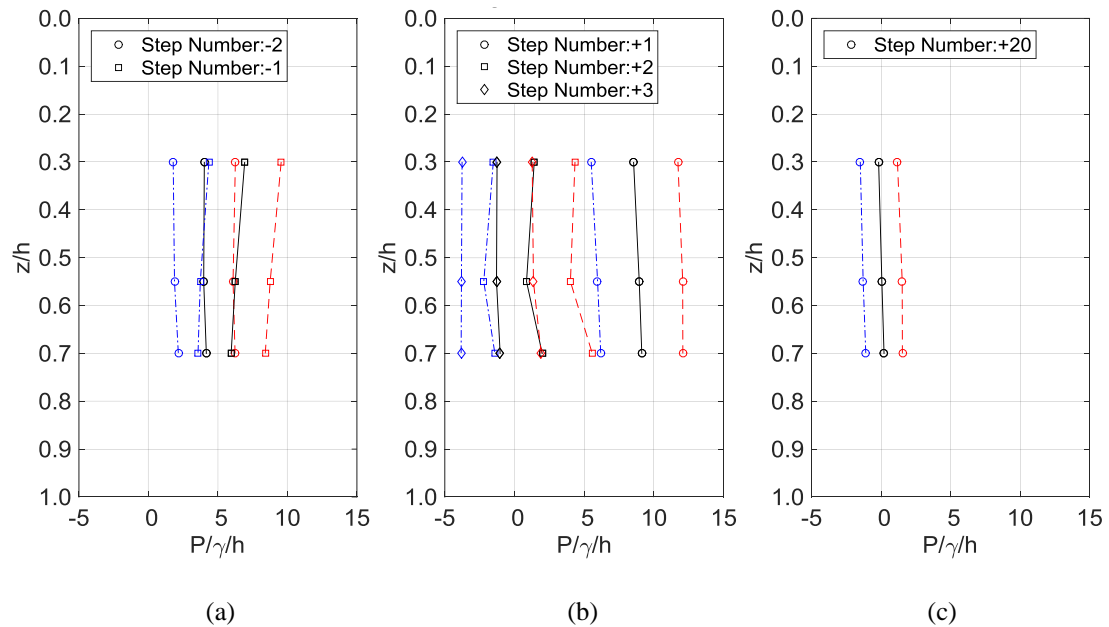 Step Number:-2
Step Number:-1
0.0
0.1
0.2
0.3
0.4
0.5
0.6
0.7
0.8
0.9
1.0
z/h
-5 0 5 10 15
P/γ/h
(a)
Step Number:+1
Step Number:+2
Step Number:+3
0.0
0.1
0.2
0.3
0.4
0.5
0.6
0.7
0.8
0.9
1.0
z/h
-5 0 5 10 15
P/γ/h
(b)
Step Number:+20
0.0
0.1
0.2
0.3
0.4
0.5
0.6
0.7
0.8
0.9
1.0
z/h
-5 0 5 10 15
P/γ/h
(c)